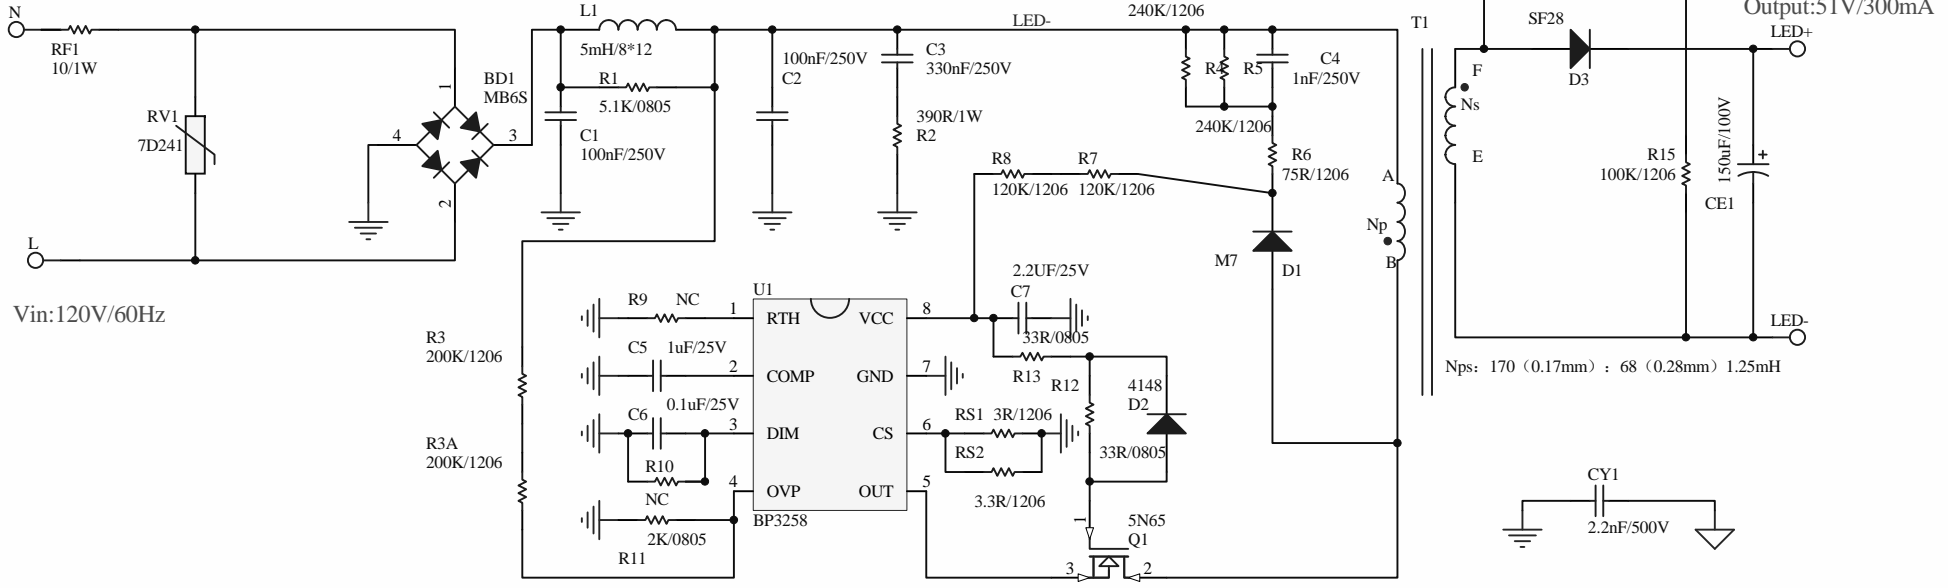 N
RF1
10/1W
RV1
7D241
L
Vin:120V/60Hz
1
BD1
MB6S
4
3
2
L1
5mH/8*12
R1
5.1K/0805
C1
100nF/250V
100nF/250V
C2
C3
330nF/250V
390R/1W
R2
LED-
240K/1206
R4
R5
C4
1nF/250V
240K/1206
R6
75R/1206
R8
120K/1206
R7
120K/1206
M7
D1
T1
A
Np
B
F
Ns
E
SF28
D3
Output:51V/300mA
LED+
R15
100K/1206
150uF/100V
+
CE1
LED-
Nps：170（0.17mm）：68（0.28mm）1.25mH
R3
200K/1206
R3A
200K/1206
R9
NC
C5
1uF/25V
C6
0.1uF/25V
R10
NC
2K/0805
R11
U1
1
RTH
VCC
8
2
COMP
GND
7
3
DIM
CS
6
4
OVP
OUT
5
BP3258
2.2UF/25V
C7
33R/0805
R13
R12
4148
D2
33R/0805
RS1
3R/1206
RS2
3.3R/1206
1
5N65
Q1
3
2
CY1
2.2nF/500V